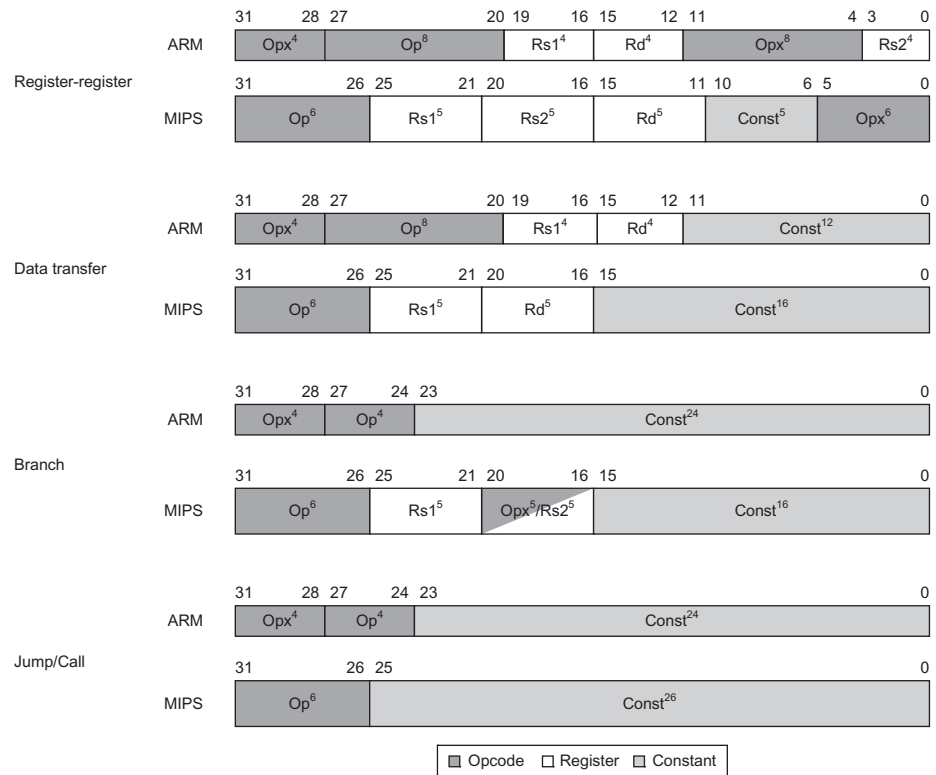 31 28 27 20 19 16 15 12 11 4 3 0
ARM Opx⁴ Op⁸ Rs1⁴ Rd⁴ Opx⁸ Rs2⁴
Register-register
31 26 25 21 20 16 15 11 10 6 5 0
MIPS Op⁶ Rs1⁵ Rs2⁵ Rd⁵ Const⁵ Opx⁶
31 28 27 20 19 16 15 12 11 0
ARM Opx⁴ Op⁸ Rs1⁴ Rd⁴ Const¹²
Data transfer
31 26 25 21 20 16 15 0
MIPS Op⁶ Rs1⁵ Rd⁵ Const¹⁶
31 28 27 24 23 0
ARM Opx⁴ Op⁴ Const²⁴
Branch
31 26 25 21 20 16 15 0
MIPS Op⁶ Rs1⁵ Opx⁵/Rs2⁵ Const¹⁶
31 28 27 24 23 0
ARM Opx⁴ Op⁴ Const²⁴
Jump/Call
31 26 25 0
MIPS Op⁶ Const²⁶
Opcode Register Constant